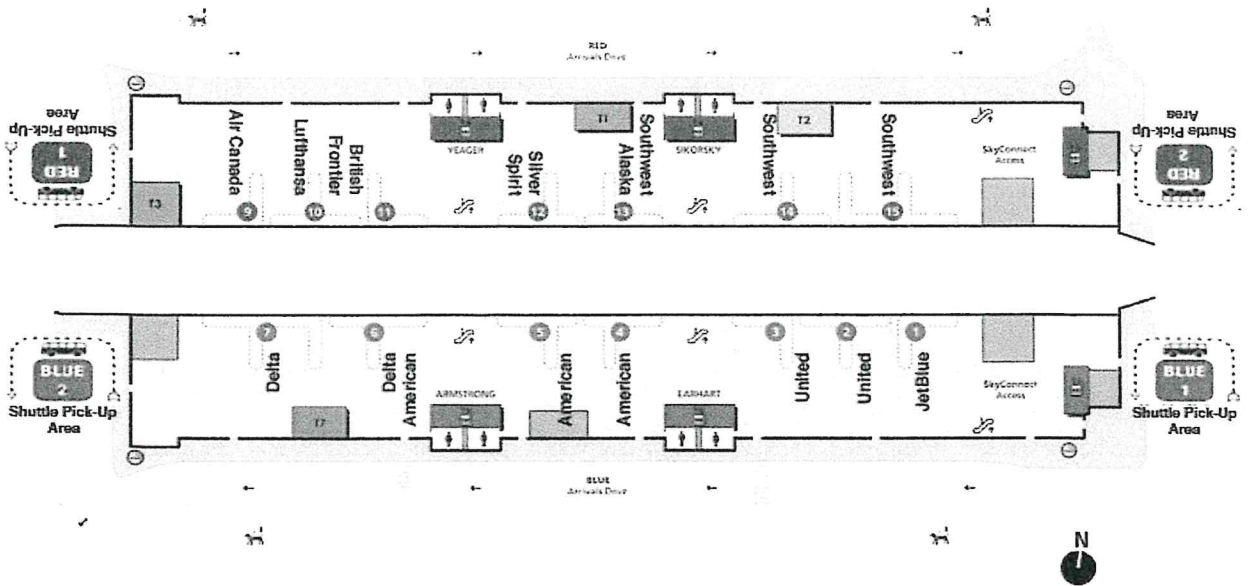 RED
Arrivals Drive
RED
1
Shuttle Pick-Up
Area
Air Canada
Lufthansa
Frontier
British
YEAGER
Spirit
Silver
T1
Alaska
Southwest
SIKORSKY
Southwest
T2
Southwest
SkyConnect
Access
RED
2
Shuttle Pick-Up
Area
T3
9
10
11
12
13
14
15
7
6
5
4
3
2
1
Delta
Delta
American
ARMSTRONG
American
American
EARHART
United
United
JetBlue
SkyConnect
Access
T7
BLUE
2
Shuttle Pick-Up
Area
BLUE
1
Shuttle Pick-Up
Area
BLUE
Arrivals Drive
N